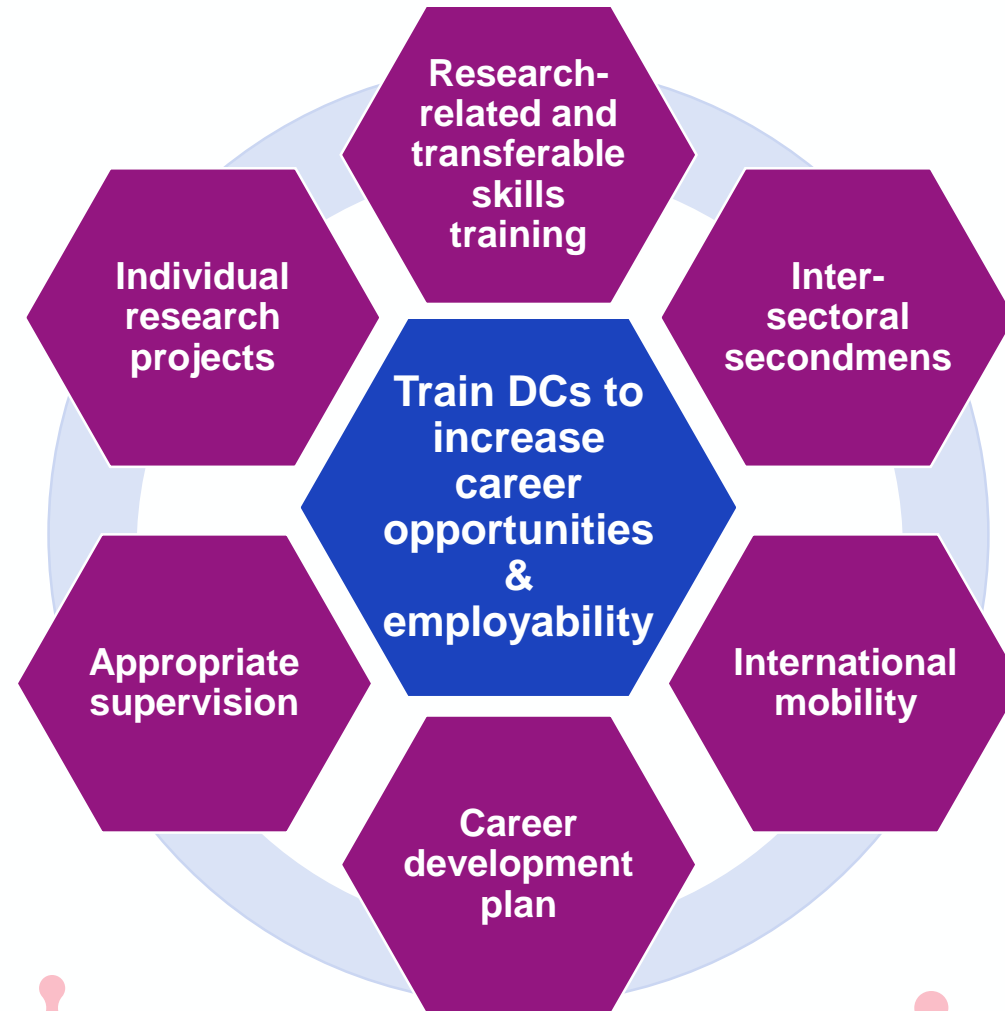 Research-
related and
transferable
skills
training
Individual
research
projects
Inter-
sectoral
secondmens
Train DCs to
increase
career
opportunities
&
employability
Appropriate
supervision
International
mobility
Career
development
plan